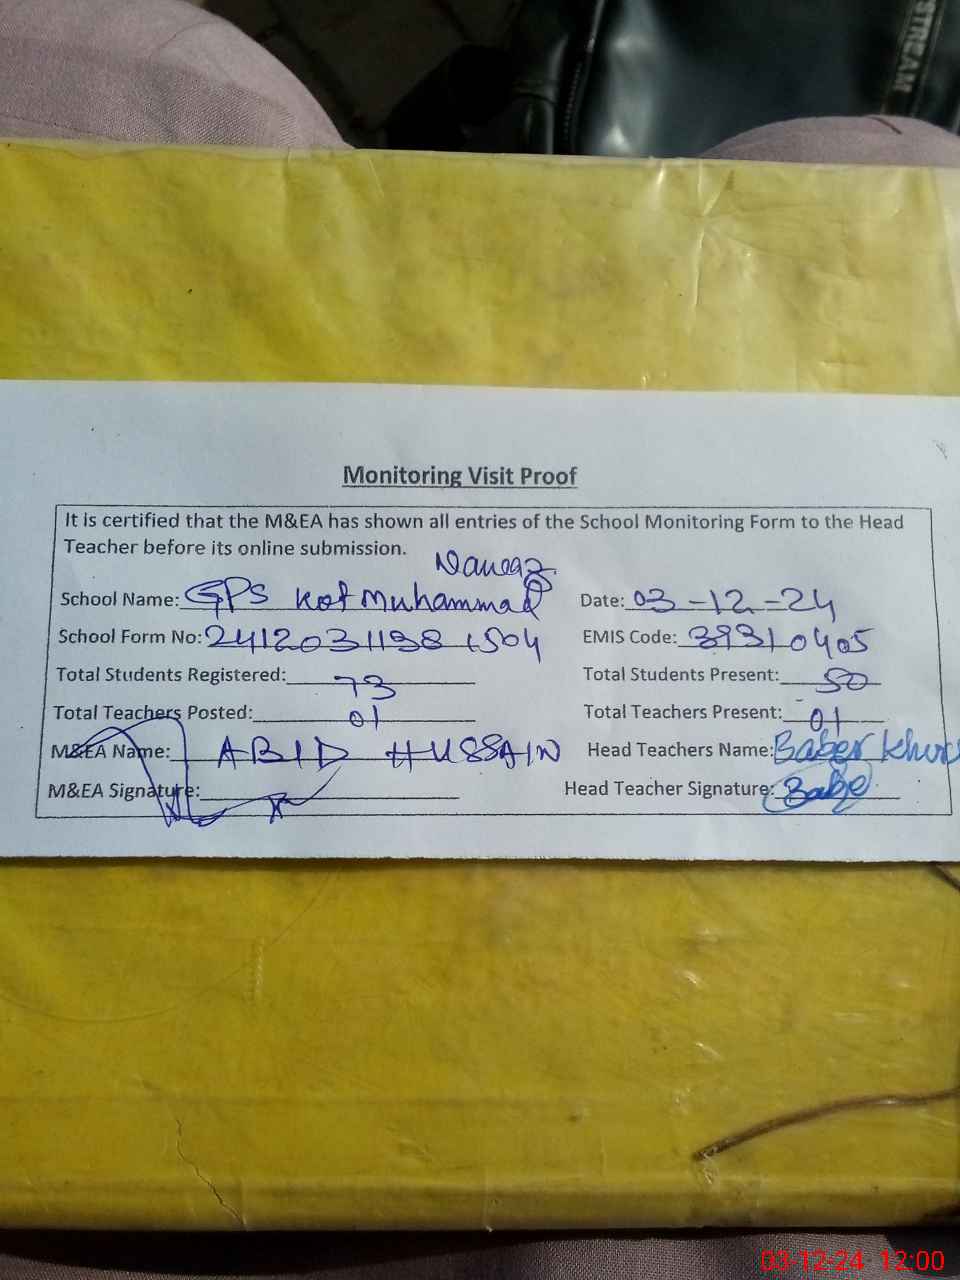 STREAM
Monitoring Visit Proof
It is certified that the M&EA has shown all entries of the School Monitoring Form to the Head
Teacher before its online submission.
Nawaz
School Name: GPS Kot Muhammad Date: 03-12-24
School Form No: 24120311981504 EMIS Code: 39310405
Total Students Registered: 73 Total Students Present: 50
Total Teachers Posted: 01 Total Teachers Present: 01
M&EA Name: ABID HUSSAIN Head Teachers Name: Baber
M&EA Signature: Head Teacher Signature: Babe
03-12-24 12:00